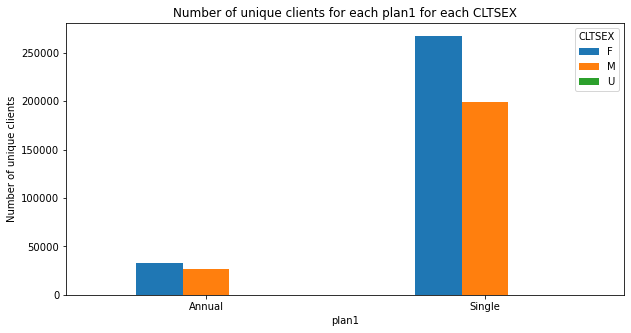 Number of unique clients for each plan1 for each CLTSEX
CLTSEX
F
M
U
250000
200000
150000
100000
50000
0
Number of unique clients
Annual
Single
plan1